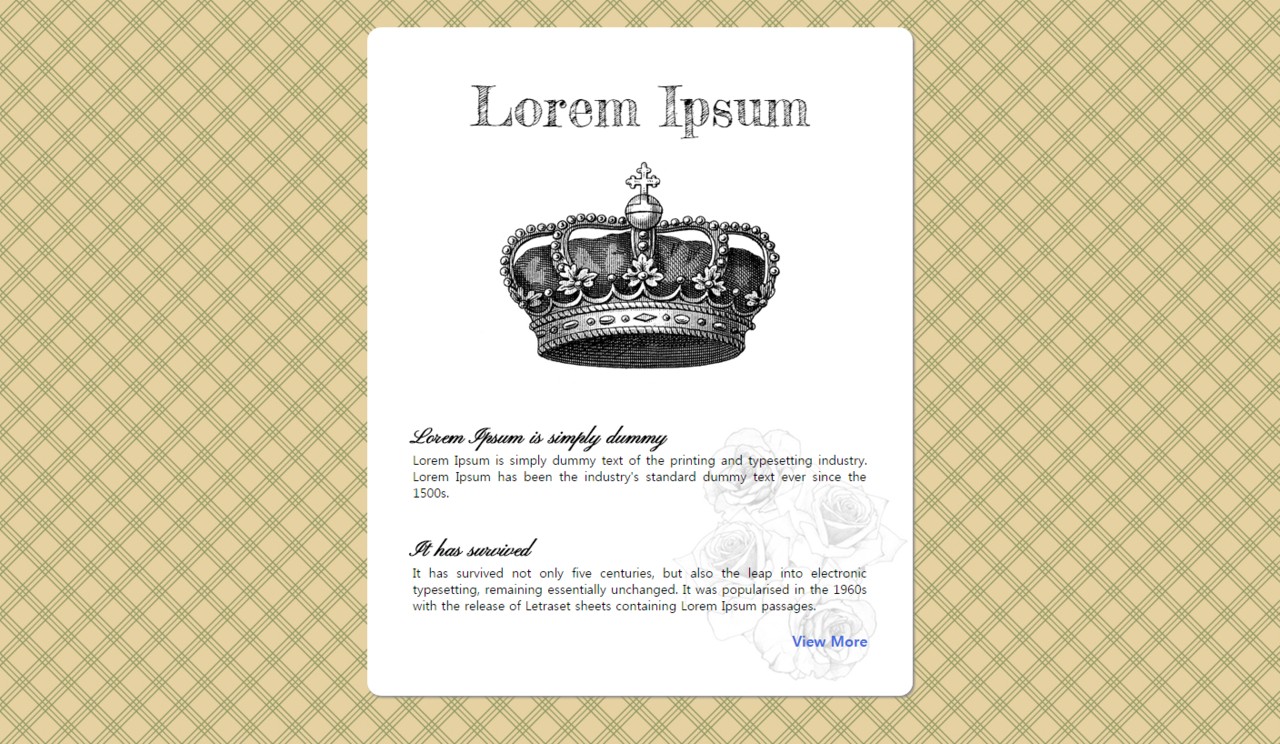 Lorem Ipsum
Lorem Ipsum is simply dummy
Lorem Ipsum is simply dummy text of the printing and typesetting industry.
Lorem Ipsum has been the industry's standard dummy text ever since the
1500s.
It has survived
It has survived not only five centuries, but also the leap into electronic
typesetting, remaining essentially unchanged. It was popularised in the 1960s
with the release of Letraset sheets containing Lorem Ipsum passages.
View More